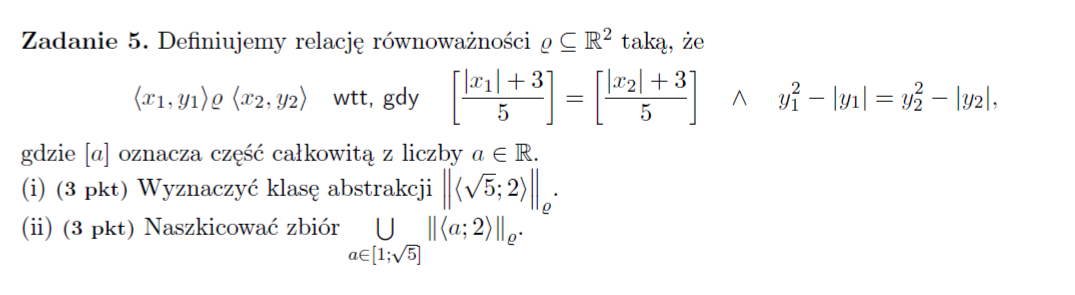 Zadanie 5. Definiujemy relację równoważności ϱ ⊆ ℝ² taką, że
⟨x₁, y₁⟩ϱ ⟨x₂, y₂⟩ wtt, gdy [(|x₁| + 3)/5] = [(|x₂| + 3)/5] ∧ y₁² − |y₁| = y₂² − |y₂|,
gdzie [a] oznacza część całkowitą z liczby a ∈ ℝ.
(i) (3 pkt) Wyznaczyć klasę abstrakcji ‖⟨√5; 2⟩‖_ϱ.
(ii) (3 pkt) Naszkicować zbiór ⋃_{a∈[1;√5]} ‖⟨a; 2⟩‖_ϱ.